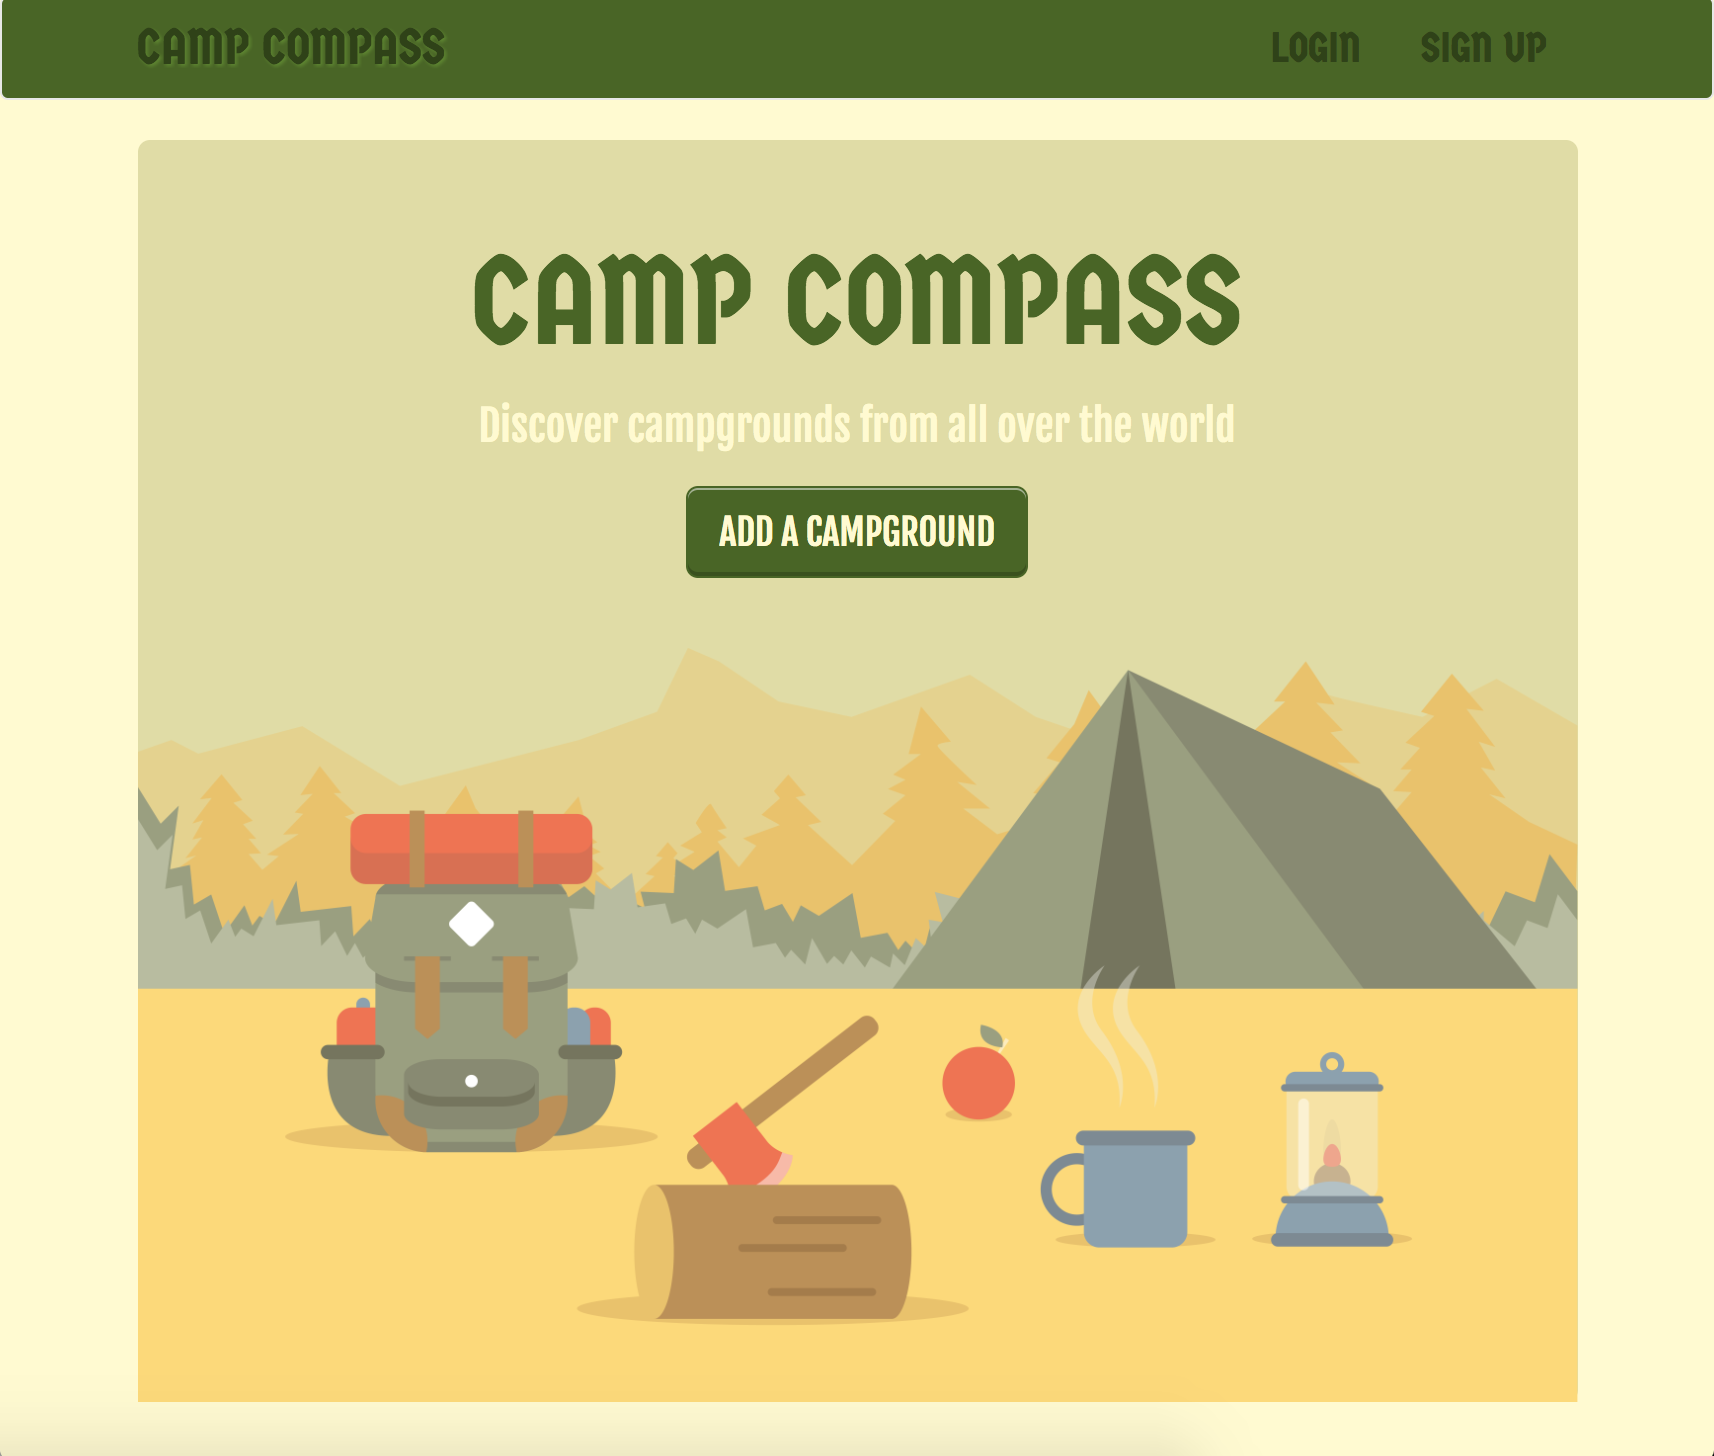 CAMP COMPASS
LOGIN
SIGN UP
CAMP COMPASS
Discover campgrounds from all over the world
ADD A CAMPGROUND